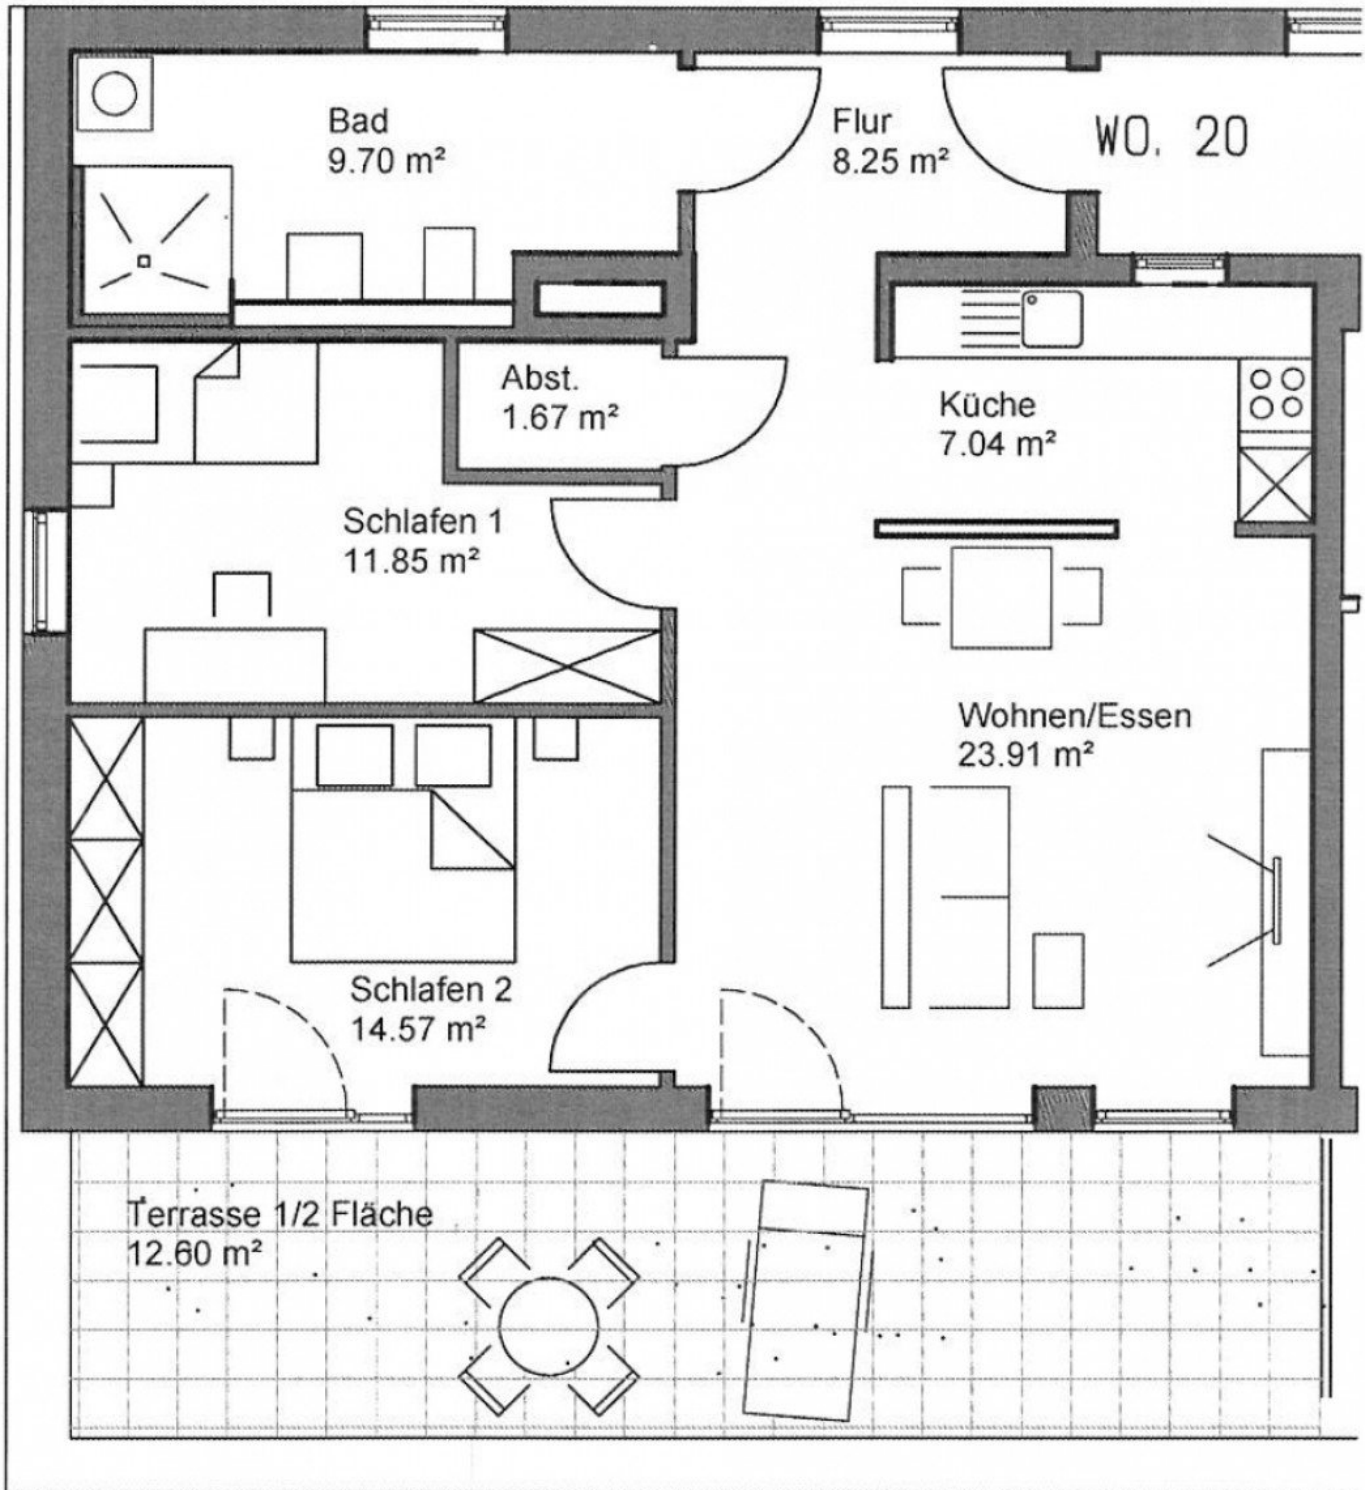 Bad
9.70 m²
Flur
8.25 m²
WO. 20
Abst.
1.67 m²
Küche
7.04 m²
Schlafen 1
11.85 m²
Wohnen/Essen
23.91 m²
Schlafen 2
14.57 m²
Terrasse 1/2 Fläche
12.60 m²